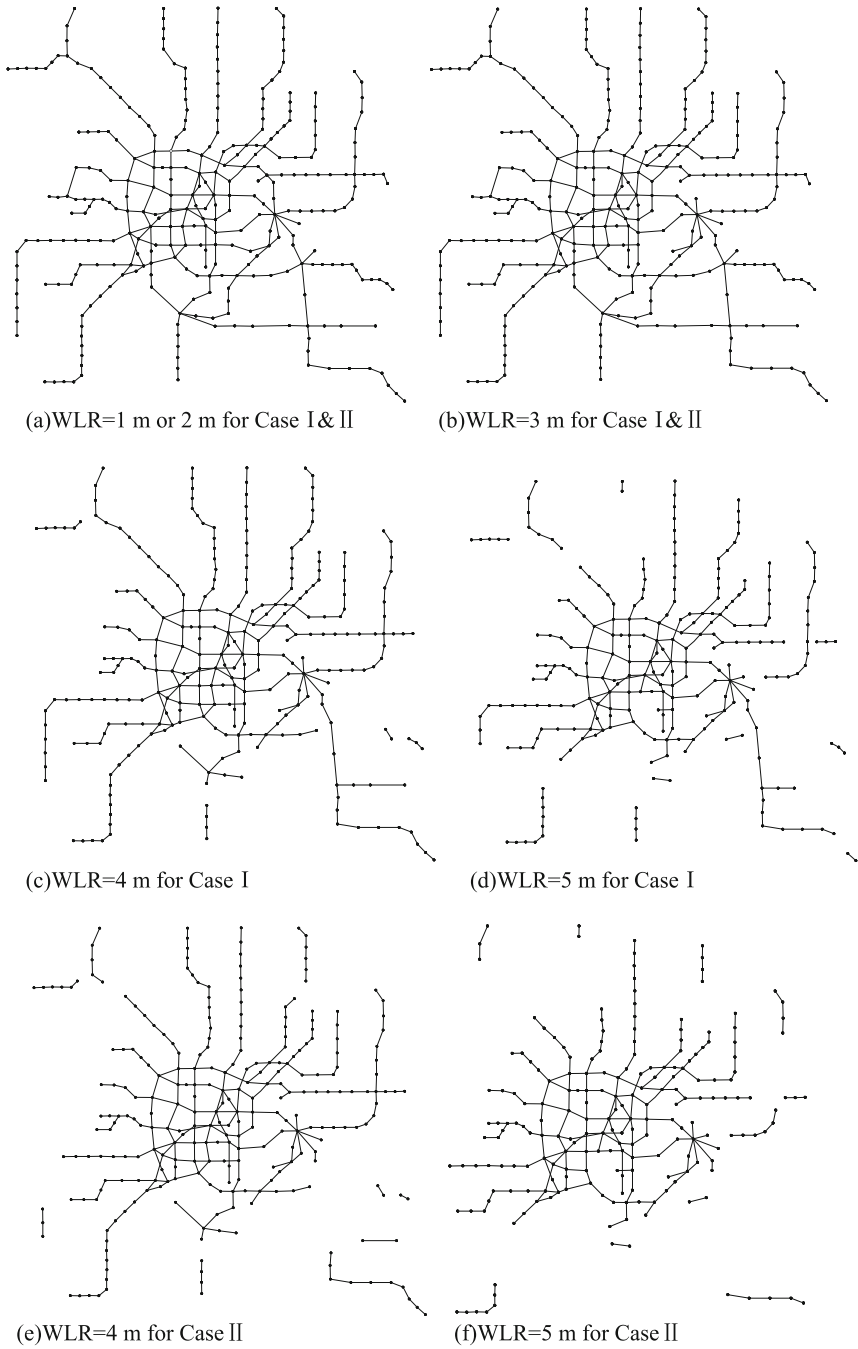 (a)WLR=1 m or 2 m for Case Ⅰ&Ⅱ
(b)WLR=3 m for Case Ⅰ&Ⅱ
(c)WLR=4 m for Case Ⅰ
(d)WLR=5 m for Case Ⅰ
(e)WLR=4 m for Case Ⅱ
(f)WLR=5 m for Case Ⅱ